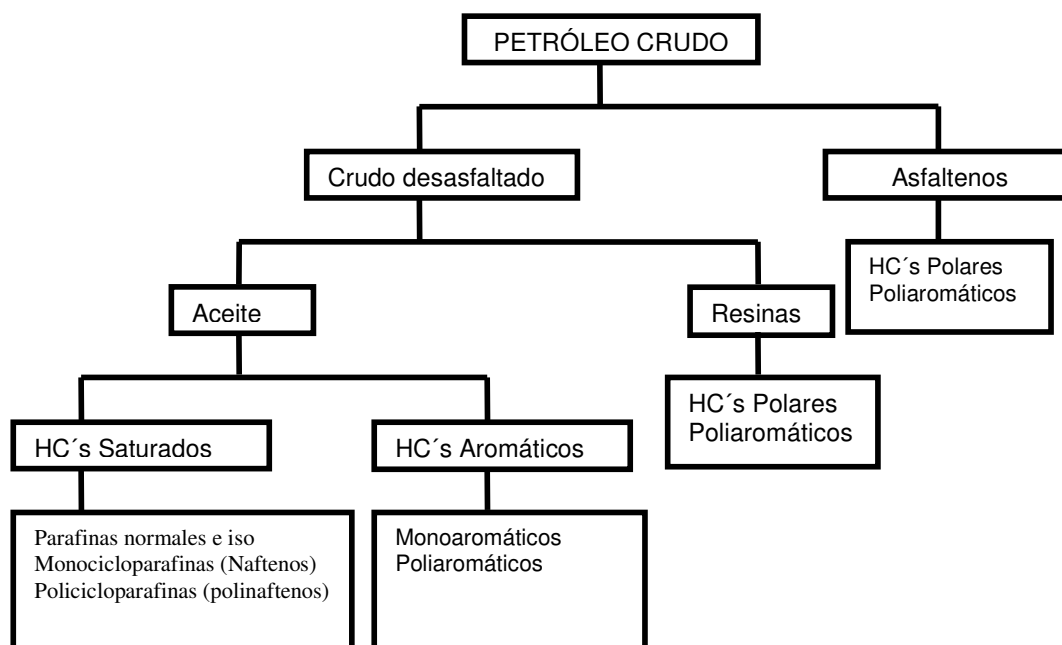 PETRÓLEO CRUDO
Crudo desasfaltado
Asfaltenos
HC´s Polares
Poliaromáticos
Aceite
Resinas
HC´s Polares
Poliaromáticos
HC´s Saturados
HC´s Aromáticos
Parafinas normales e iso
Monocicloparafinas (Naftenos)
Policicloparafinas (polinaftenos)
Monoaromáticos
Poliaromáticos